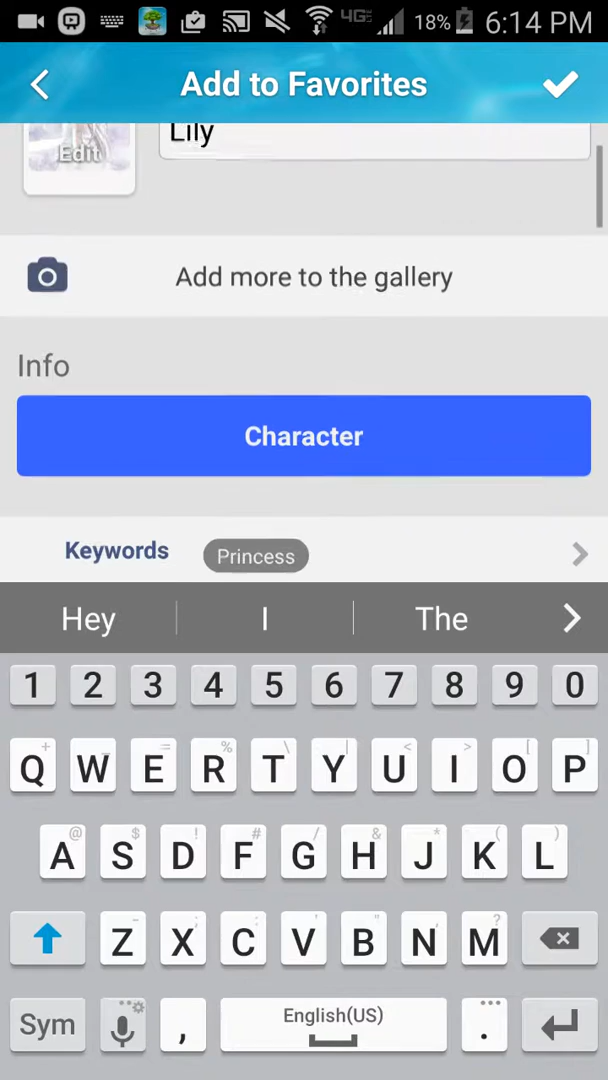 4G 18% 6:14 PM
Add to Favorites
Edit
Lily
Add more to the gallery
Info
Character
Keywords Princess
Hey I The
1 2 3 4 5 6 7 8 9 0
+ _ = % \ | < > [ ]
Q W E R T Y U I O P
@ $ ! # / & * ( )
A S D F G H J K L
- ; : , " ' ?
Z X C V B N M
Sym , English(US) .